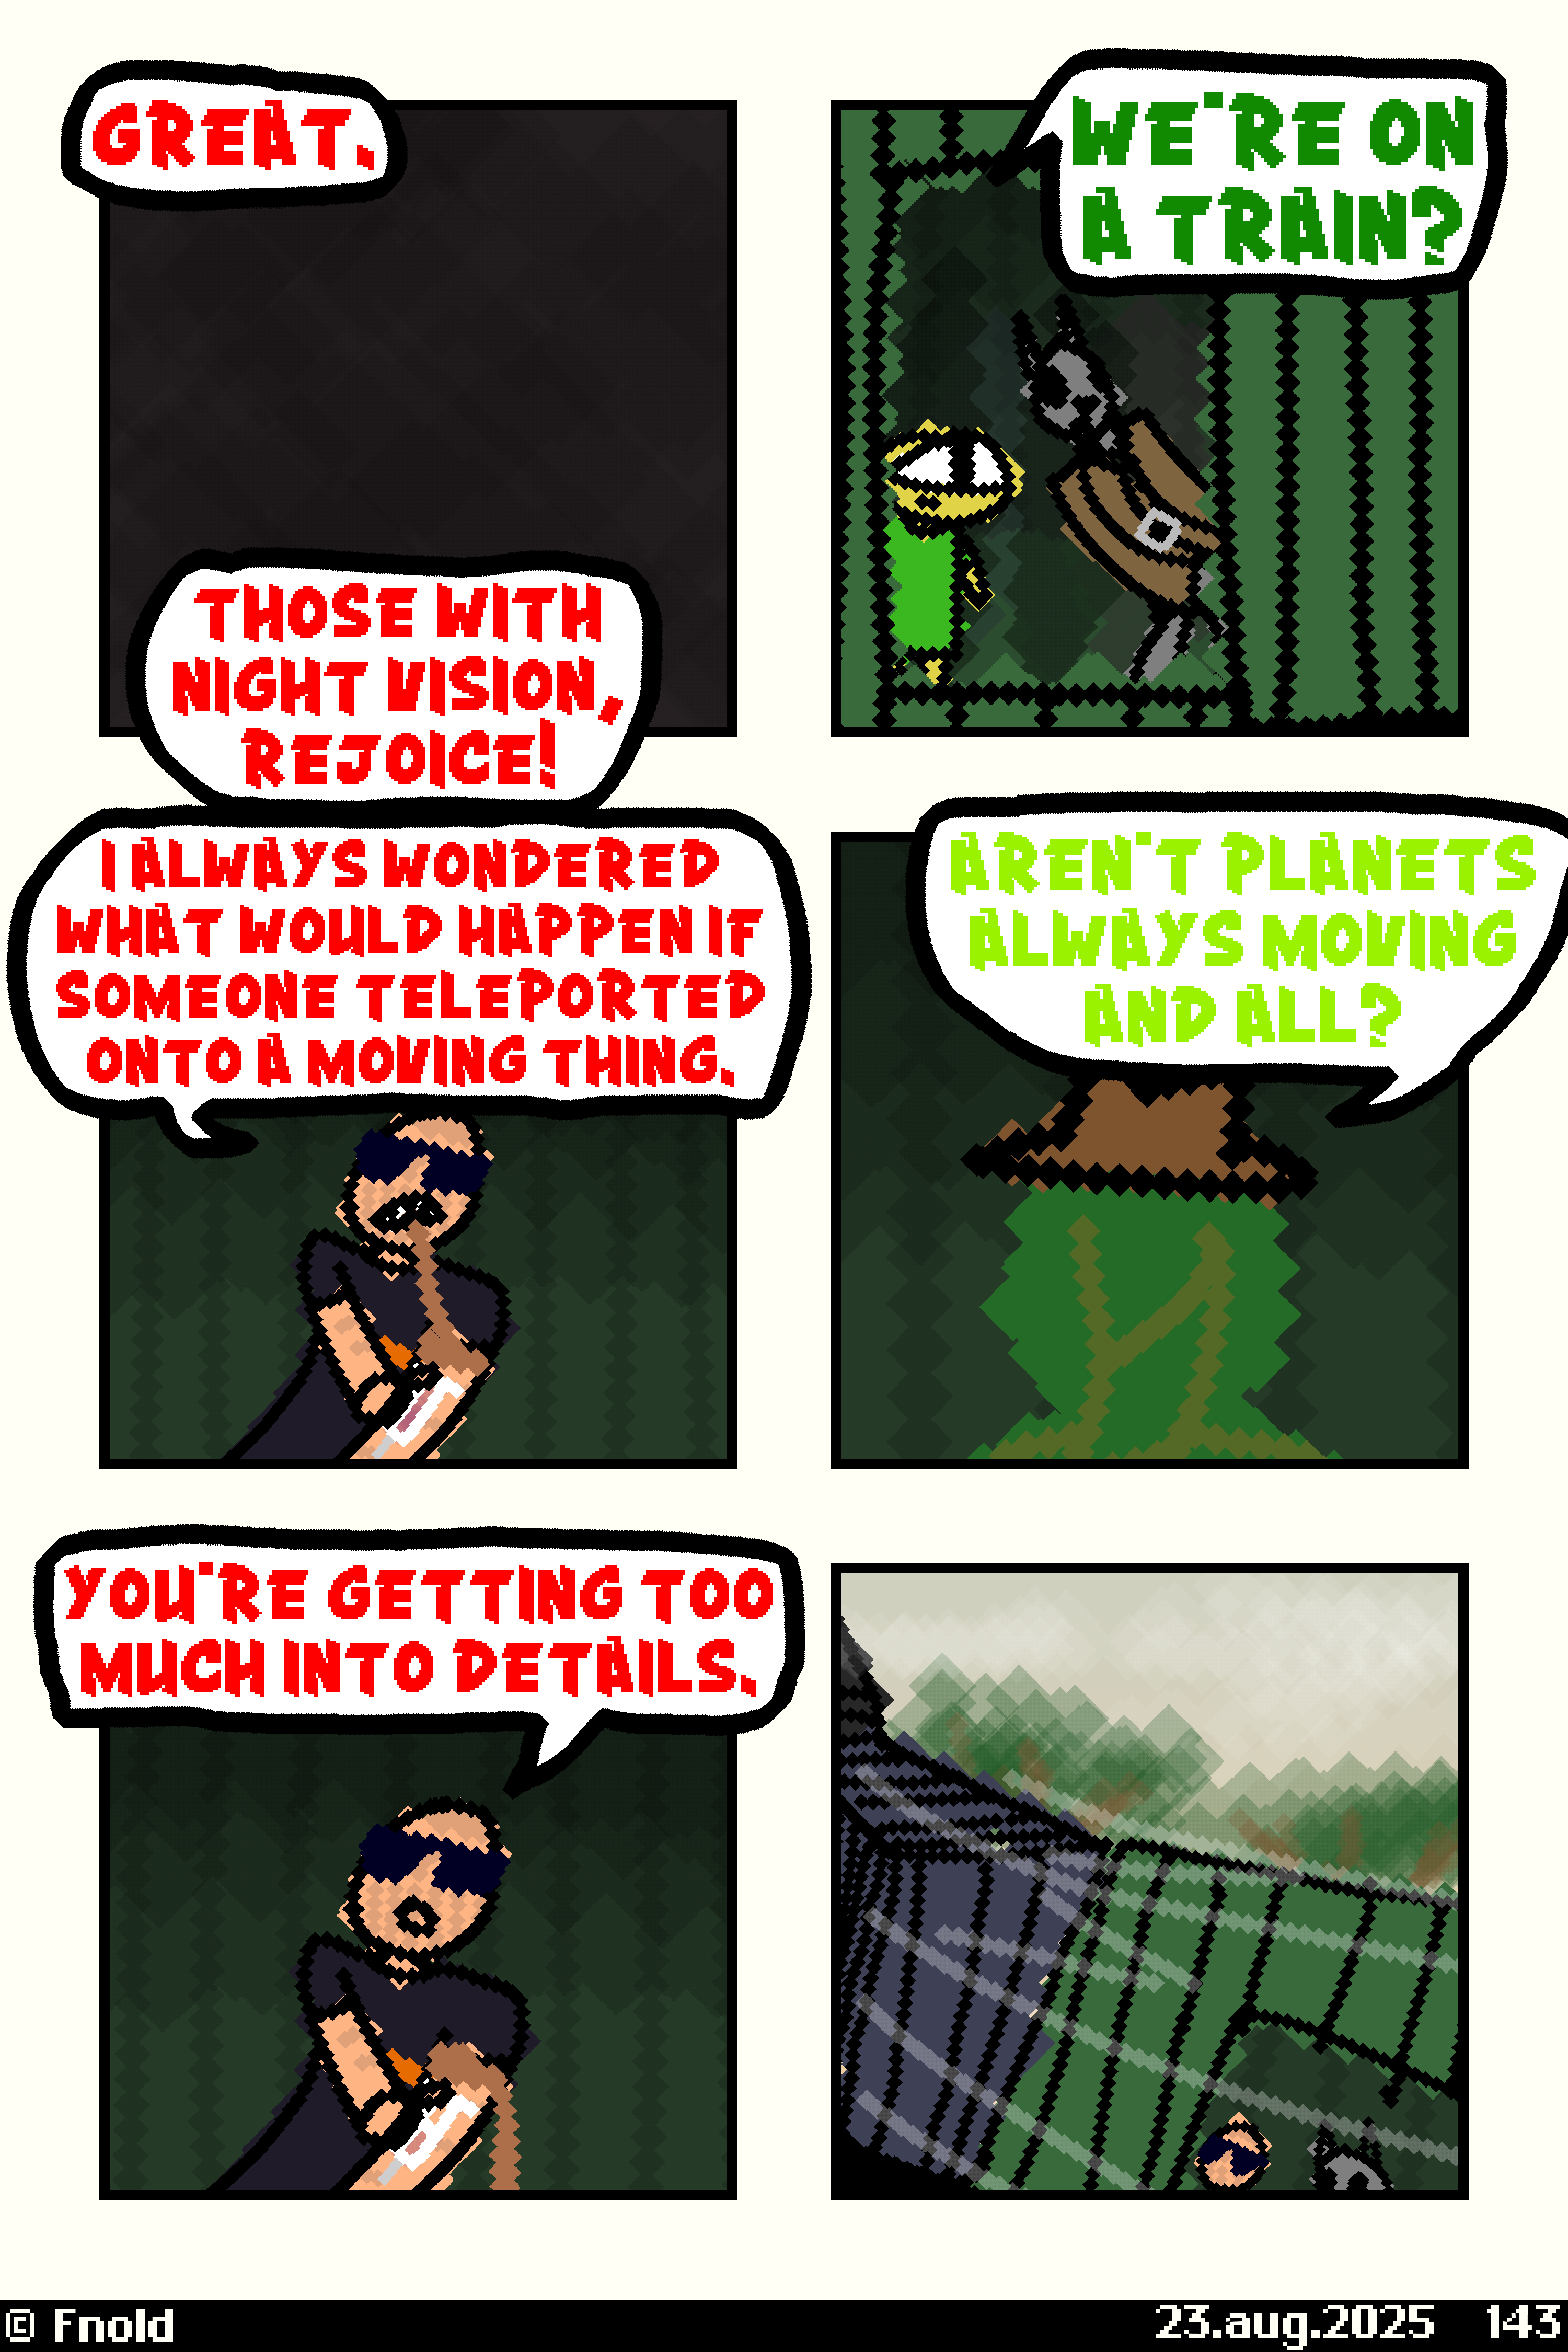 GREAT.
THOSE WITH
NIGHT VISION,
REJOICE!
WE'RE ON
A TRAIN?
I ALWAYS WONDERED
WHAT WOULD HAPPEN IF
SOMEONE TELEPORTED
ONTO A MOVING THING.
AREN'T PLANETS
ALWAYS MOVING
AND ALL?
YOU'RE GETTING TOO
MUCH INTO DETAILS.
© Fnold
23.aug.2025 143